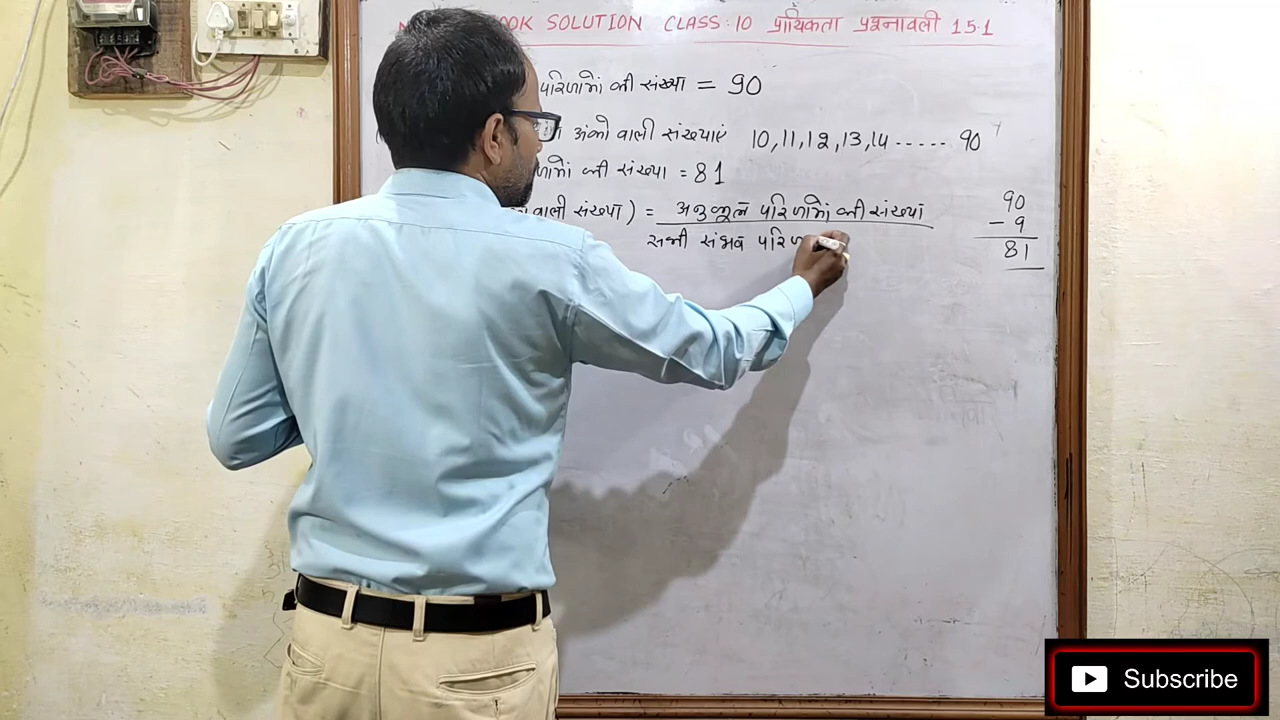 OOK SOLUTION CLASS:10 प्रायिकता प्रश्नावली 15.1
परिणामों की संख्या = 90
अंको वाली संख्याएं 10,11,12,13,14 ...... 90
की संख्या = 81
वाली संख्या) = अनुकूल परिणामों की संख्या
सभी संभव परि
90
- 9
81
Subscribe